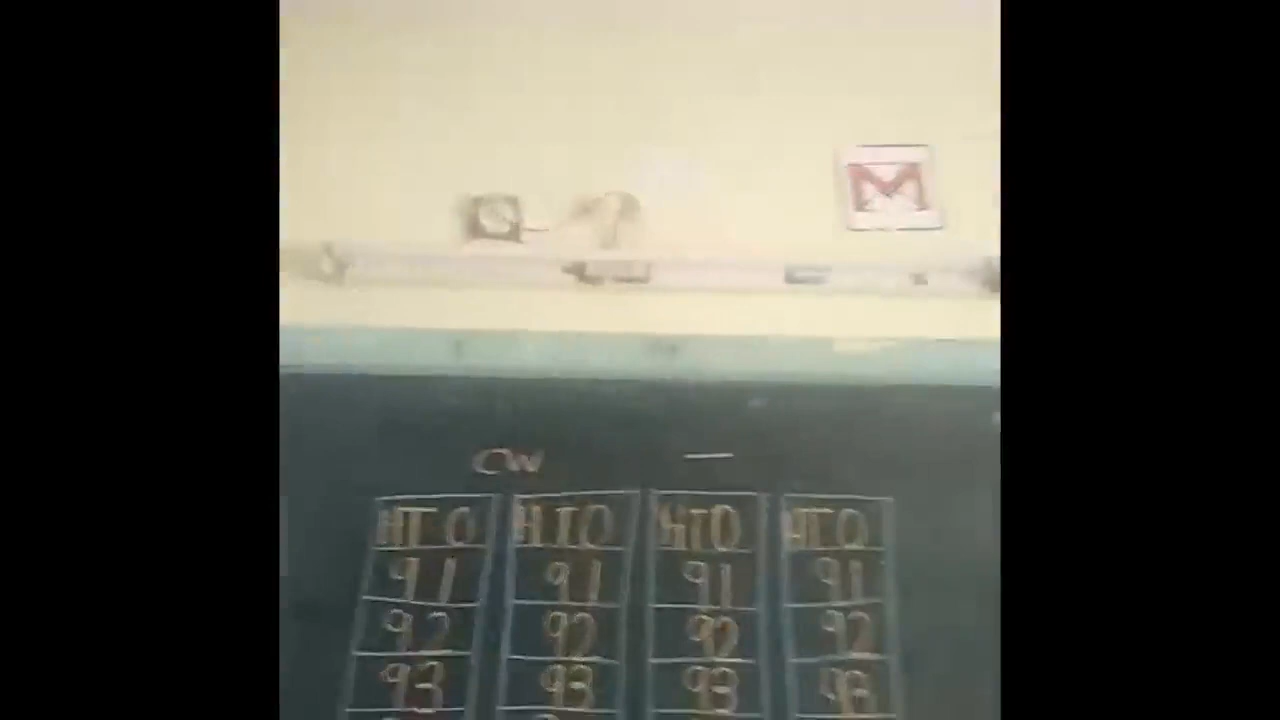 M
CW —
HTO HTO HTO HTO
91 91 91 91
92 92 92 92
93 93 93 93